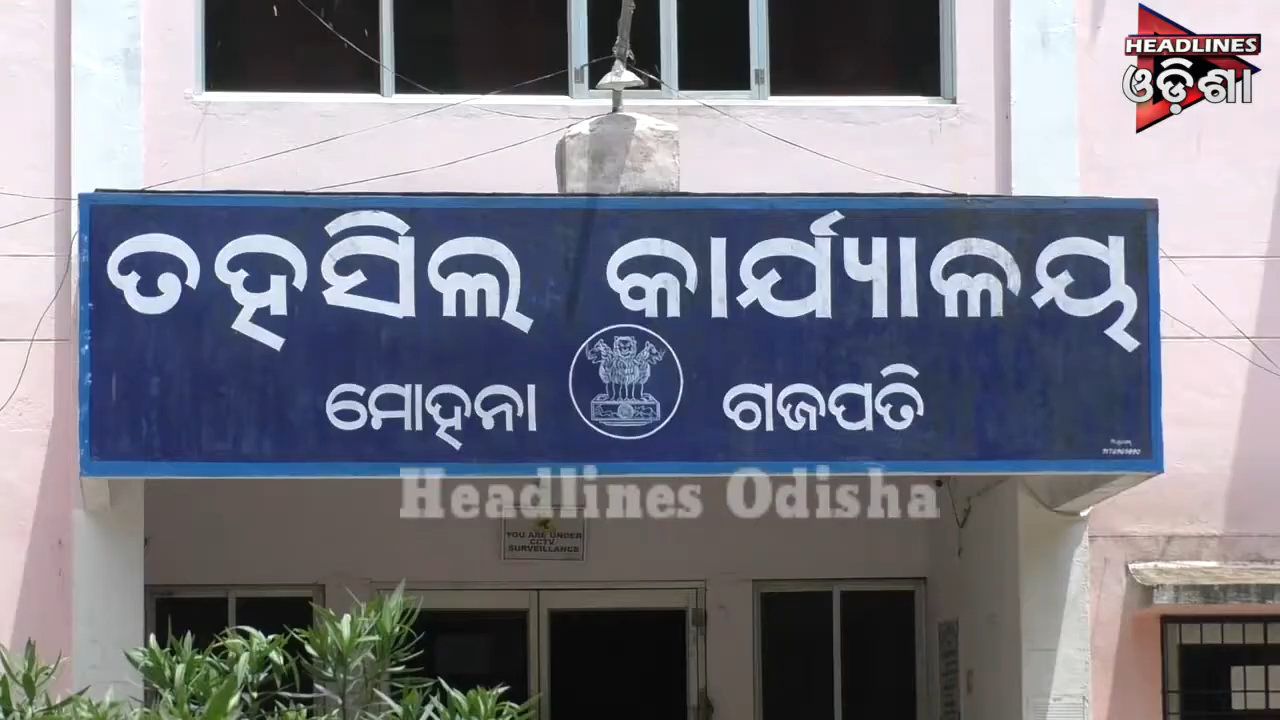 HEADLINES
ଓଡ଼ିଶା
ତହସିଲ କାର୍ଯ୍ୟାଳୟ
ମୋହନା ଗଜପତି
Headlines Odisha
YOU ARE UNDER
CCTV
SURVEILLANCE